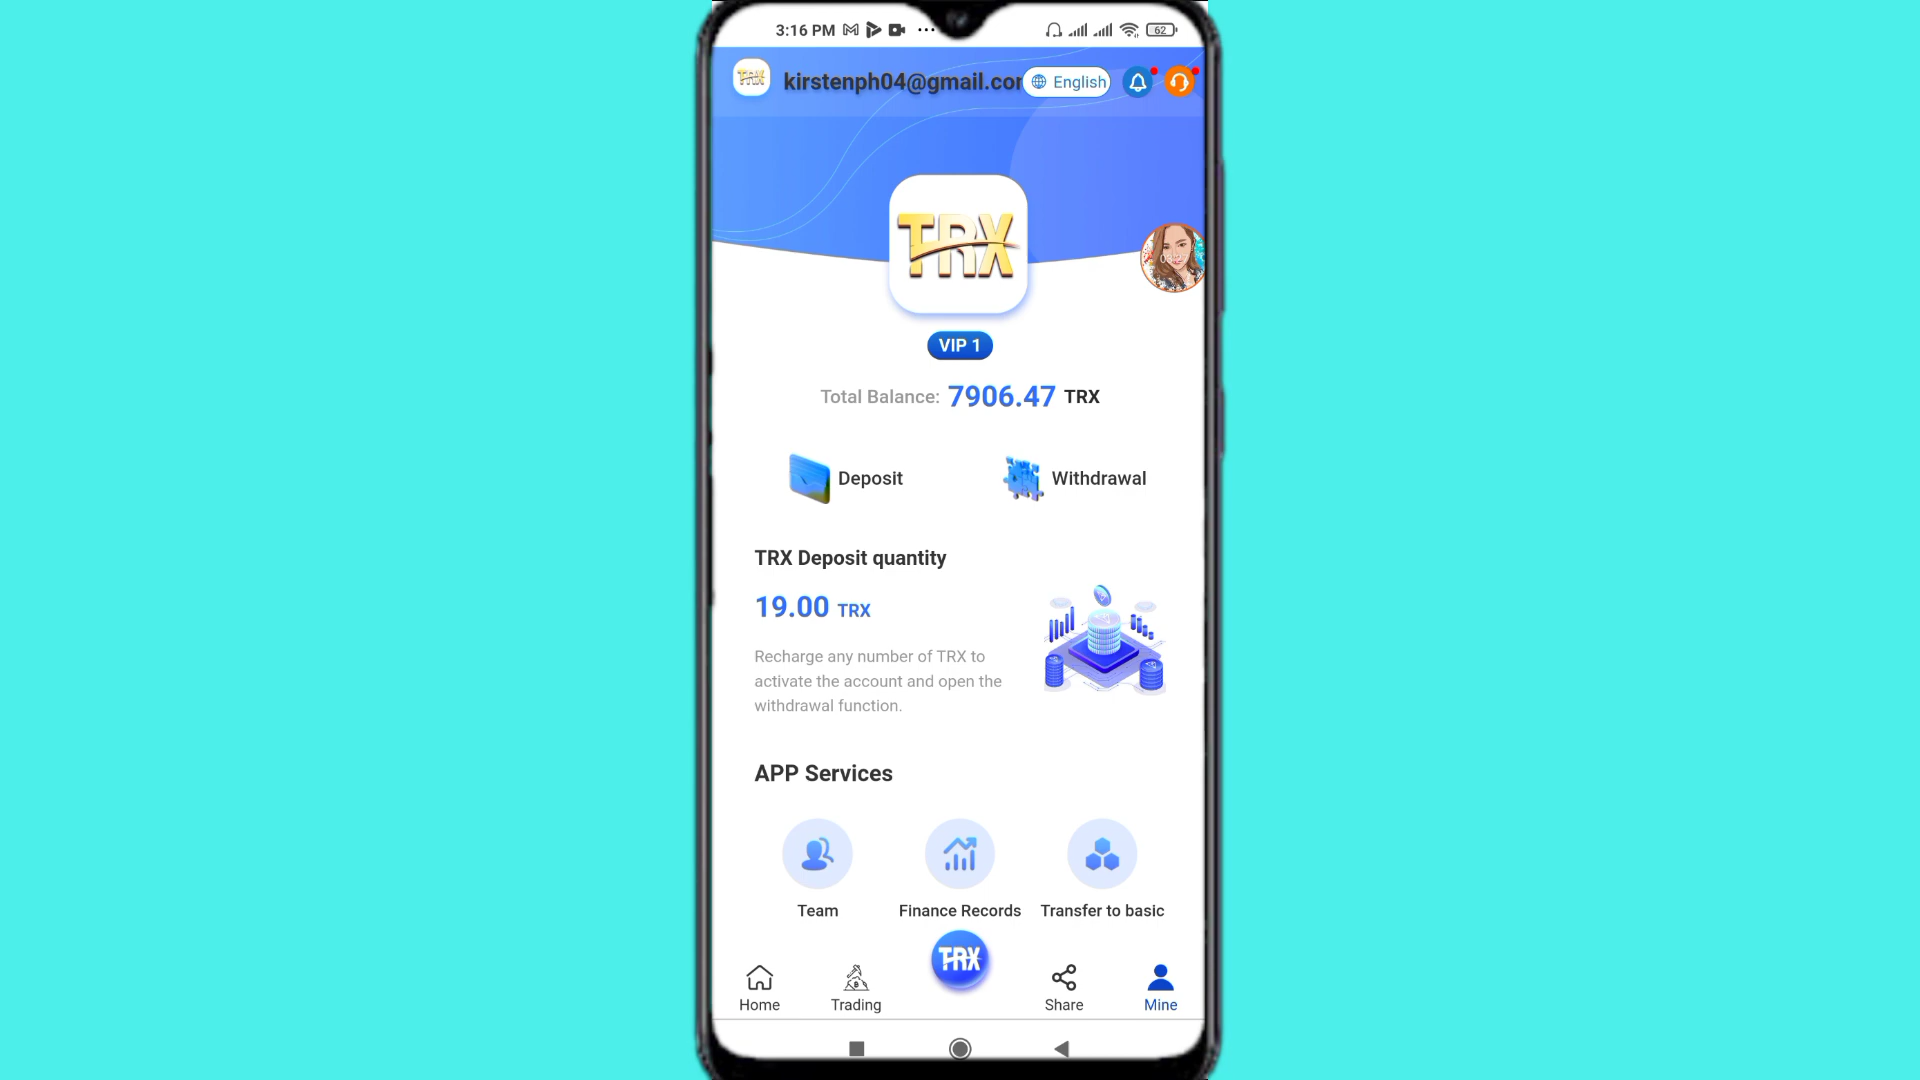 3:16 PM
62
TRX
kirstenph04@gmail.cor
English
TRX
VIP 1
Total Balance: 7906.47 TRX
Deposit
Withdrawal
TRX Deposit quantity
19.00 TRX
Recharge any number of TRX to
activate the account and open the
withdrawal function.
APP Services
Team
Finance Records
Transfer to basic
TRX
Home
Trading
Share
Mine